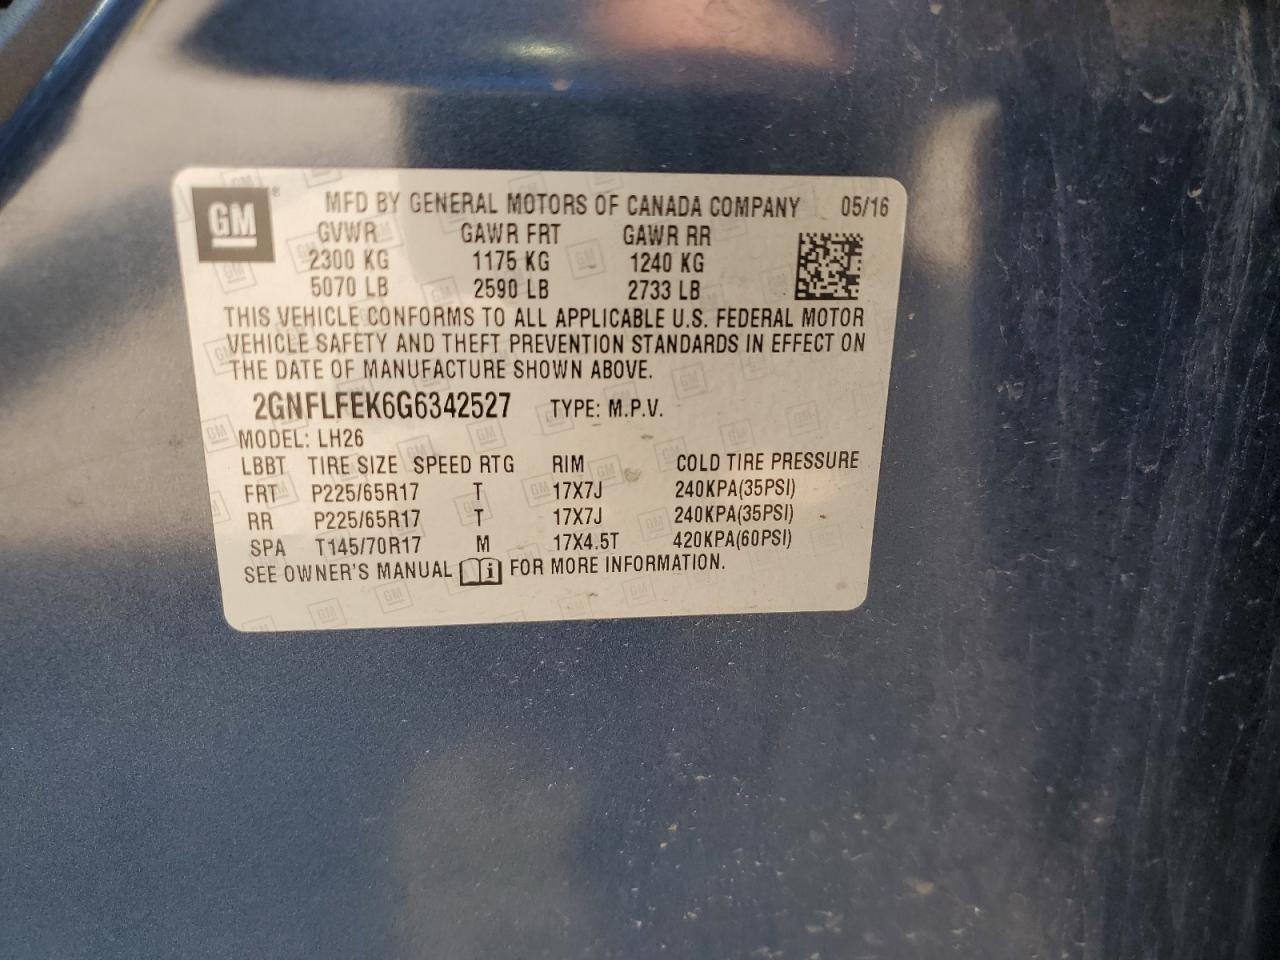 GM ® MFD BY GENERAL MOTORS OF CANADA COMPANY 05/16
GVWR GAWR FRT GAWR RR
2300 KG 1175 KG 1240 KG
5070 LB 2590 LB 2733 LB
THIS VEHICLE CONFORMS TO ALL APPLICABLE U.S. FEDERAL MOTOR
VEHICLE SAFETY AND THEFT PREVENTION STANDARDS IN EFFECT ON
THE DATE OF MANUFACTURE SHOWN ABOVE.
2GNFLFEK6G6342527 TYPE: M.P.V.
MODEL: LH26
LBBT TIRE SIZE SPEED RTG RIM COLD TIRE PRESSURE
FRT P225/65R17 T 17X7J 240KPA(35PSI)
RR P225/65R17 T 17X7J 240KPA(35PSI)
SPA T145/70R17 M 17X4.5T 420KPA(60PSI)
SEE OWNER'S MANUAL i FOR MORE INFORMATION.